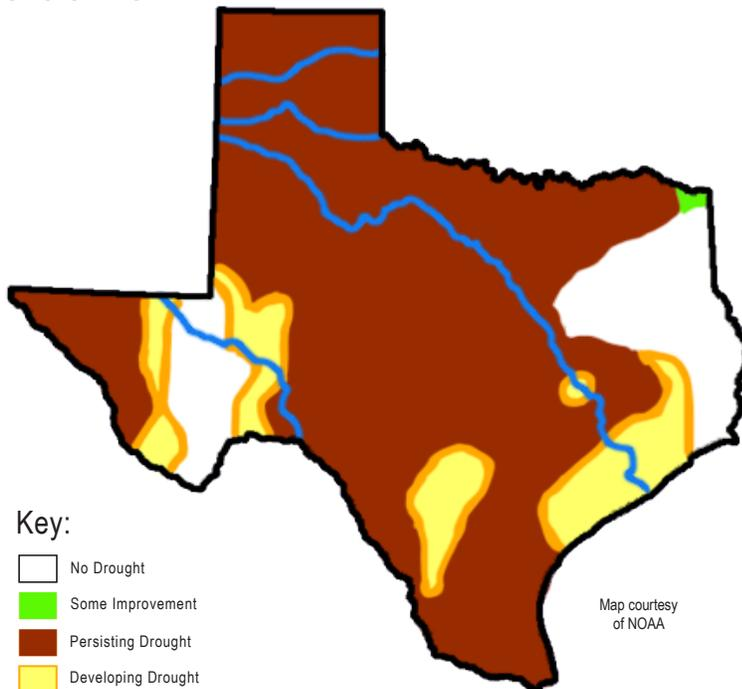 Key:
No Drought
Some Improvement
Persisting Drought
Developing Drought
Map courtesy
of NOAA